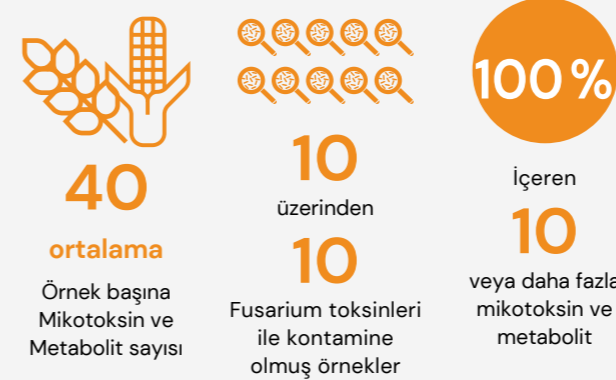 40
ortalama
Örnek başına
Mikotoksin ve
Metabolit sayısı
10
üzerinden
10
Fusarium toksinleri
ile kontamine
olmuş örnekler
100%
İçeren
10
veya daha fazla
mikotoksin ve
metabolit